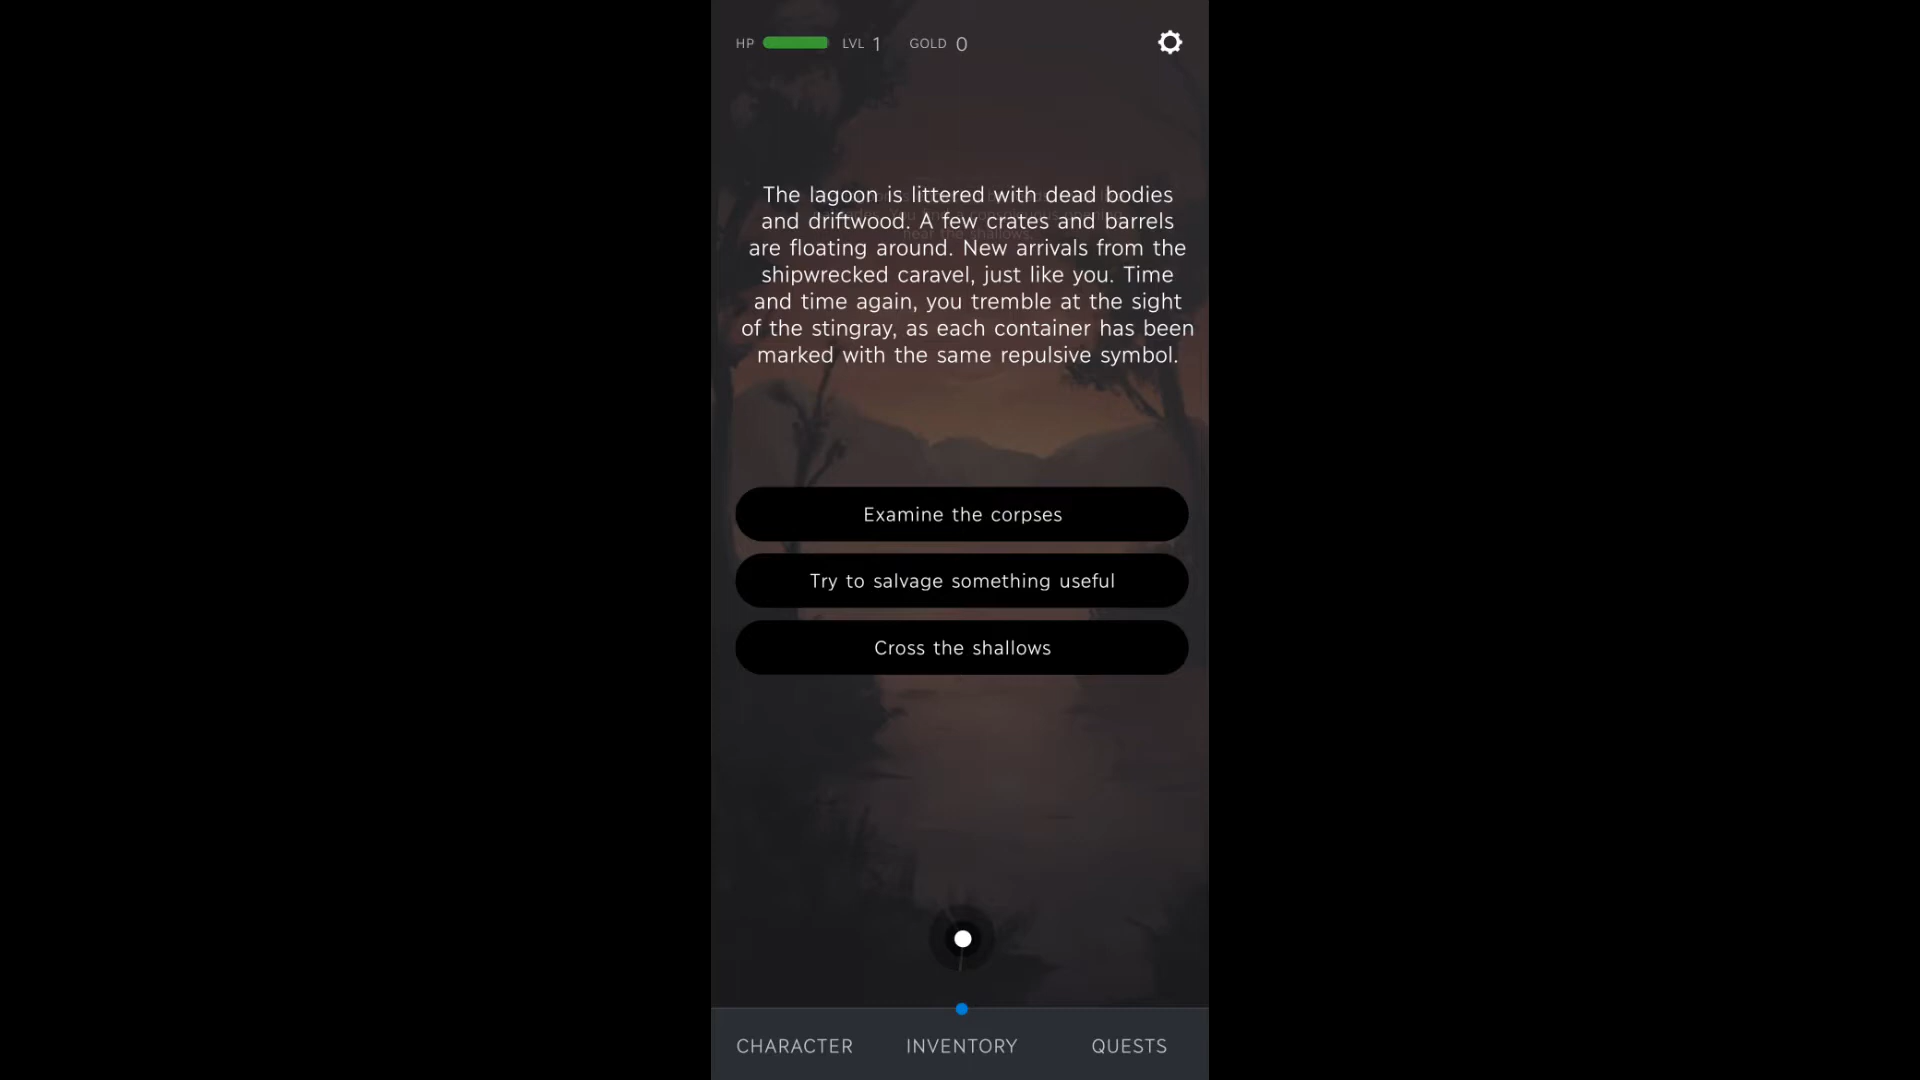 HP LVL 1 GOLD 0
The lagoon is littered with dead bodies
and driftwood. A few crates and barrels
are floating around. New arrivals from the
shipwrecked caravel, just like you. Time
and time again, you tremble at the sight
of the stingray, as each container has been
marked with the same repulsive symbol.
Examine the corpses
Try to salvage something useful
Cross the shallows
CHARACTER INVENTORY QUESTS